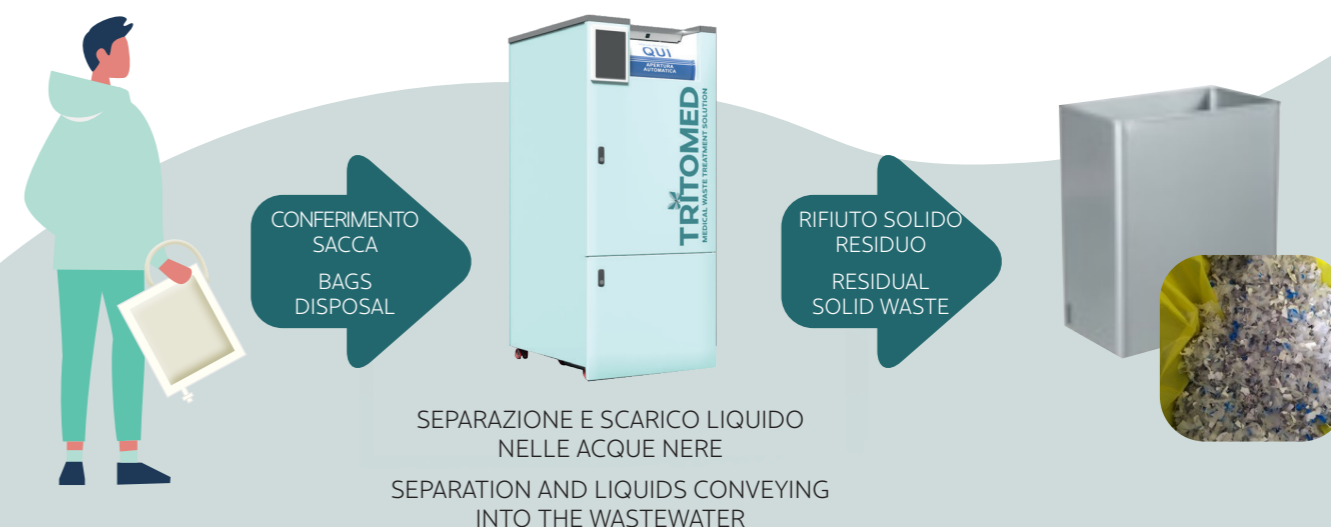 CONFERIMENTO
SACCA
BAGS
DISPOSAL
QUI
APERTURA
AUTOMATICA
TRITOMED
MEDICAL WASTE TREATMENT SOLUTION
RIFIUTO SOLIDO
RESIDUO
RESIDUAL
SOLID WASTE
SEPARAZIONE E SCARICO LIQUIDO
NELLE ACQUE NERE
SEPARATION AND LIQUIDS CONVEYING
INTO THE WASTEWATER